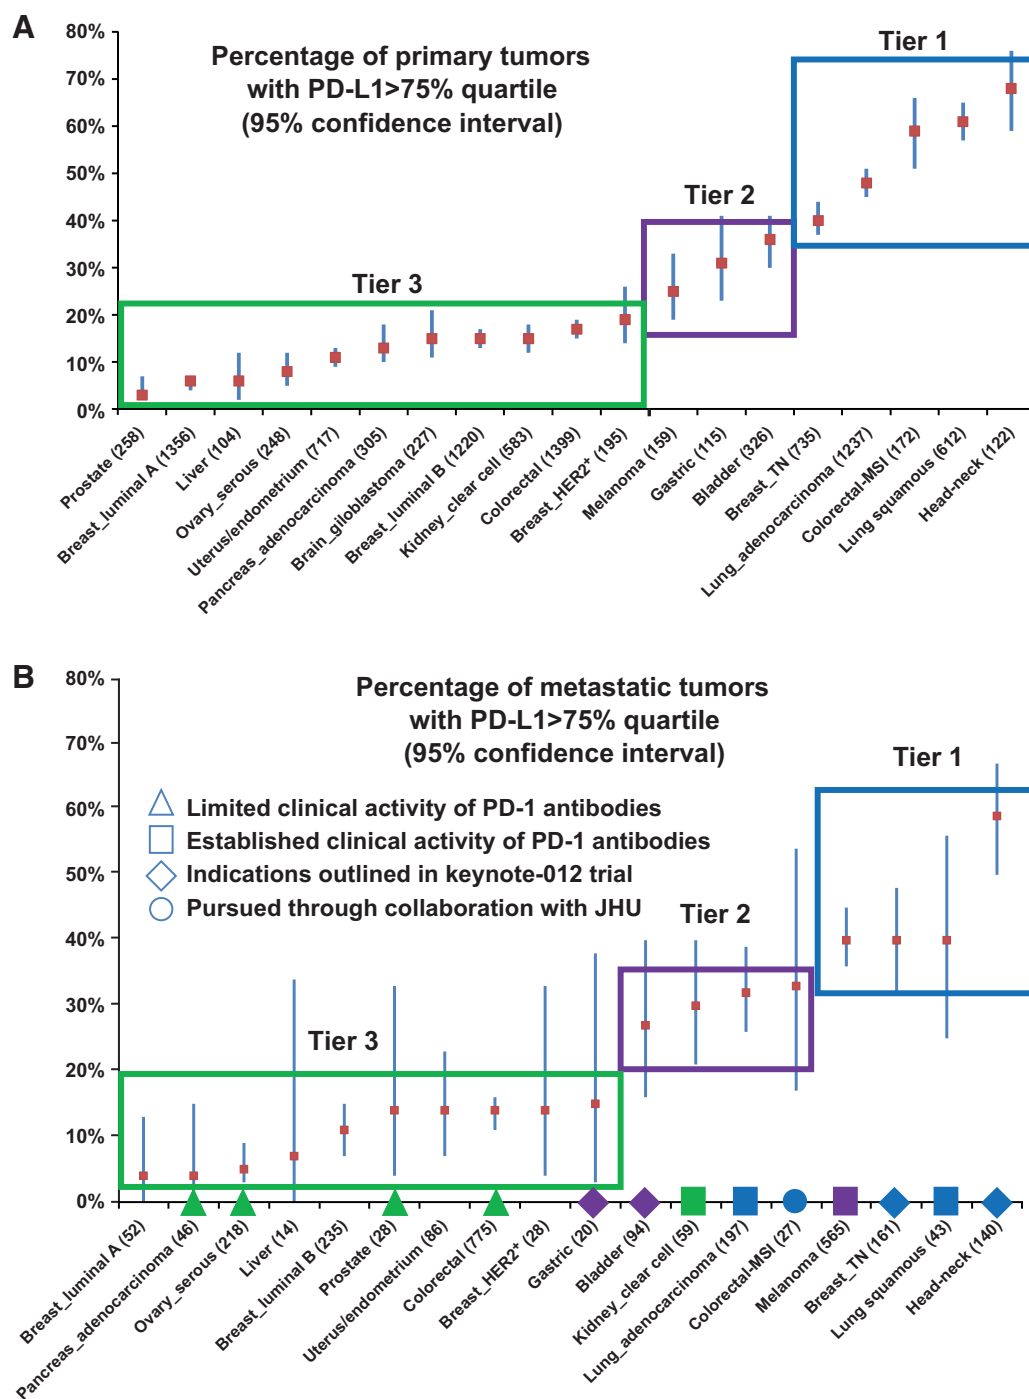 A
Percentage of primary tumors
with PD-L1>75% quartile
(95% confidence interval)
Tier 1
Tier 2
Tier 3
80%
70%
60%
50%
40%
30%
20%
10%
0%
Prostate (258)
Breast_luminal A (1356)
Liver (104)
Ovary_serous (248)
Uterus/endometrium (717)
Pancreas_adenocarcinoma (305)
Brain_glioblastoma (227)
Breast_luminal B (1220)
Kidney_clear cell (583)
Colorectal (1399)
Breast_HER2+ (195)
Melanoma (159)
Gastric (115)
Bladder (326)
Breast_TN (735)
Lung_adenocarcinoma (1237)
Colorectal-MSI (172)
Lung squamous (612)
Head-neck (122)
B
Percentage of metastatic tumors
with PD-L1>75% quartile
(95% confidence interval)
Tier 1
Limited clinical activity of PD-1 antibodies
Established clinical activity of PD-1 antibodies
Indications outlined in keynote-012 trial
Pursued through collaboration with JHU
Tier 2
Tier 3
80%
70%
60%
50%
40%
30%
20%
10%
0%
Breast_luminal A (52)
Pancreas_adenocarcinoma (46)
Ovary_serous (218)
Liver (14)
Breast_luminal B (235)
Prostate (28)
Uterus/endometrium (86)
Colorectal (775)
Breast_HER2+ (28)
Gastric (20)
Bladder (94)
Kidney_clear cell (59)
Lung_adenocarcinoma (197)
Colorectal-MSI (27)
Melanoma (565)
Breast_TN (161)
Lung squamous (43)
Head-neck (140)